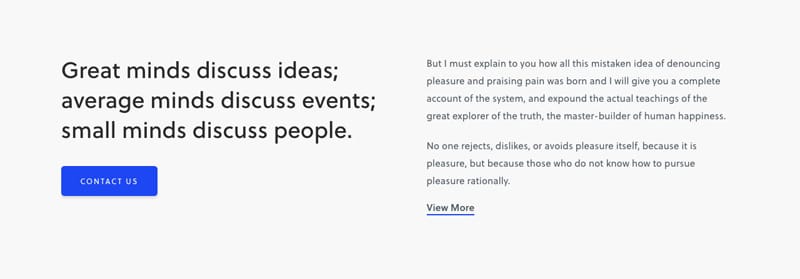 Great minds discuss ideas;
average minds discuss events;
small minds discuss people.
CONTACT US
But I must explain to you how all this mistaken idea of denouncing
pleasure and praising pain was born and I will give you a complete
account of the system, and expound the actual teachings of the
great explorer of the truth, the master-builder of human happiness.
No one rejects, dislikes, or avoids pleasure itself, because it is
pleasure, but because those who do not know how to pursue
pleasure rationally.
View More